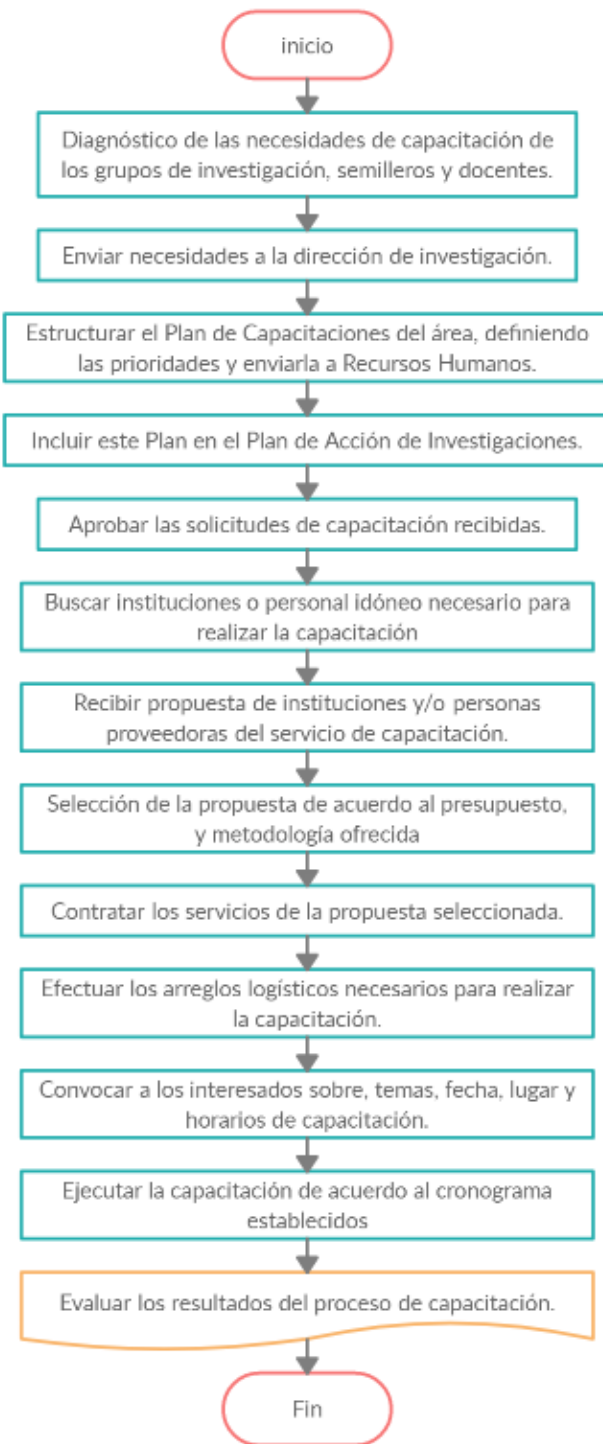 inicio
Diagnóstico de las necesidades de capacitación de
los grupos de investigación, semilleros y docentes.
Enviar necesidades a la dirección de investigación.
Estructurar el Plan de Capacitaciones del área, definiendo
las prioridades y enviarla a Recursos Humanos.
Incluir este Plan en el Plan de Acción de Investigaciones.
Aprobar las solicitudes de capacitación recibidas.
Buscar instituciones o personal idóneo necesario para
realizar la capacitación
Recibir propuesta de instituciones y/o personas
proveedoras del servicio de capacitación.
Selección de la propuesta de acuerdo al presupuesto,
y metodología ofrecida
Contratar los servicios de la propuesta seleccionada.
Efectuar los arreglos logísticos necesarios para realizar
la capacitación.
Convocar a los interesados sobre, temas, fecha, lugar y
horarios de capacitación.
Ejecutar la capacitación de acuerdo al cronograma
establecidos
Evaluar los resultados del proceso de capacitación.
Fin